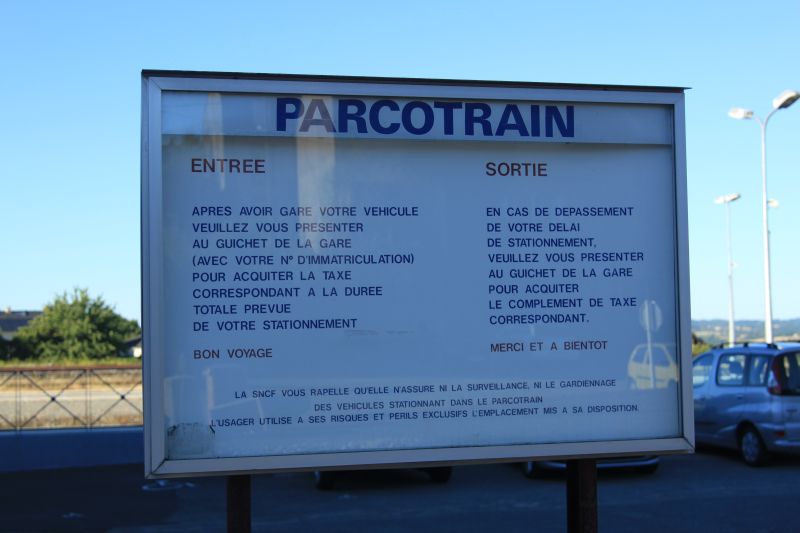 PARCOTRAIN
ENTREE
APRES AVOIR GARE VOTRE VEHICULE
VEUILLEZ VOUS PRESENTER
AU GUICHET DE LA GARE
(AVEC VOTRE N° D'IMMATRICULATION)
POUR ACQUITER LA TAXE
CORRESPONDANT A LA DUREE
TOTALE PREVUE
DE VOTRE STATIONNEMENT
BON VOYAGE
SORTIE
EN CAS DE DEPASSEMENT
DE VOTRE DELAI
DE STATIONNEMENT,
VEUILLEZ VOUS PRESENTER
AU GUICHET DE LA GARE
POUR ACQUITER
LE COMPLEMENT DE TAXE
CORRESPONDANT.
MERCI ET A BIENTOT
LA SNCF VOUS RAPELLE QU'ELLE N'ASSURE NI LA SURVEILLANCE, NI LE GARDIENNAGE
DES VEHICULES STATIONNANT DANS LE PARCOTRAIN
L'USAGER UTILISE A SES RISQUES ET PERILS EXCLUSIFS L'EMPLACEMENT MIS A SA DISPOSITION.